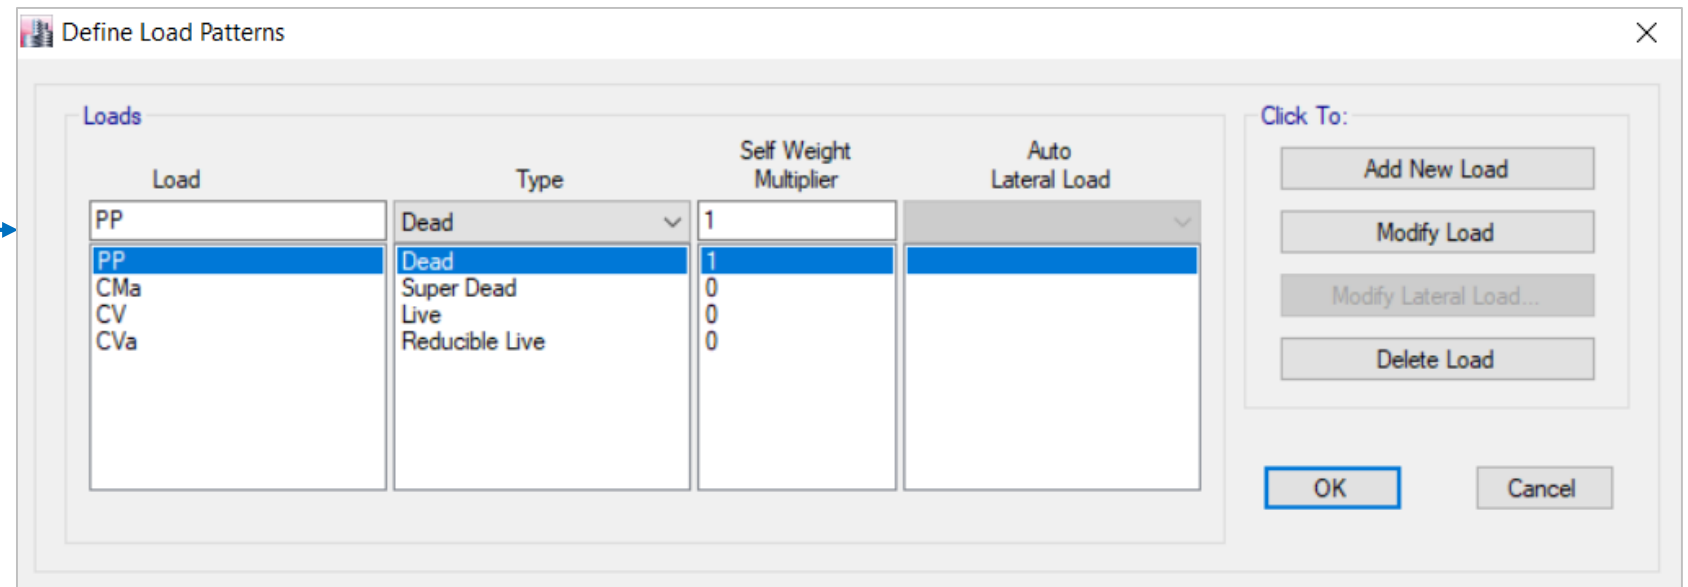 Define Load Patterns
Loads
Click To:
Load Type Self Weight Multiplier Auto Lateral Load
PP Dead 1
PP Dead 1
CMa Super Dead 0
CV Live 0
CVa Reducible Live 0
Add New Load
Modify Load
Modify Lateral Load...
Delete Load
OK Cancel